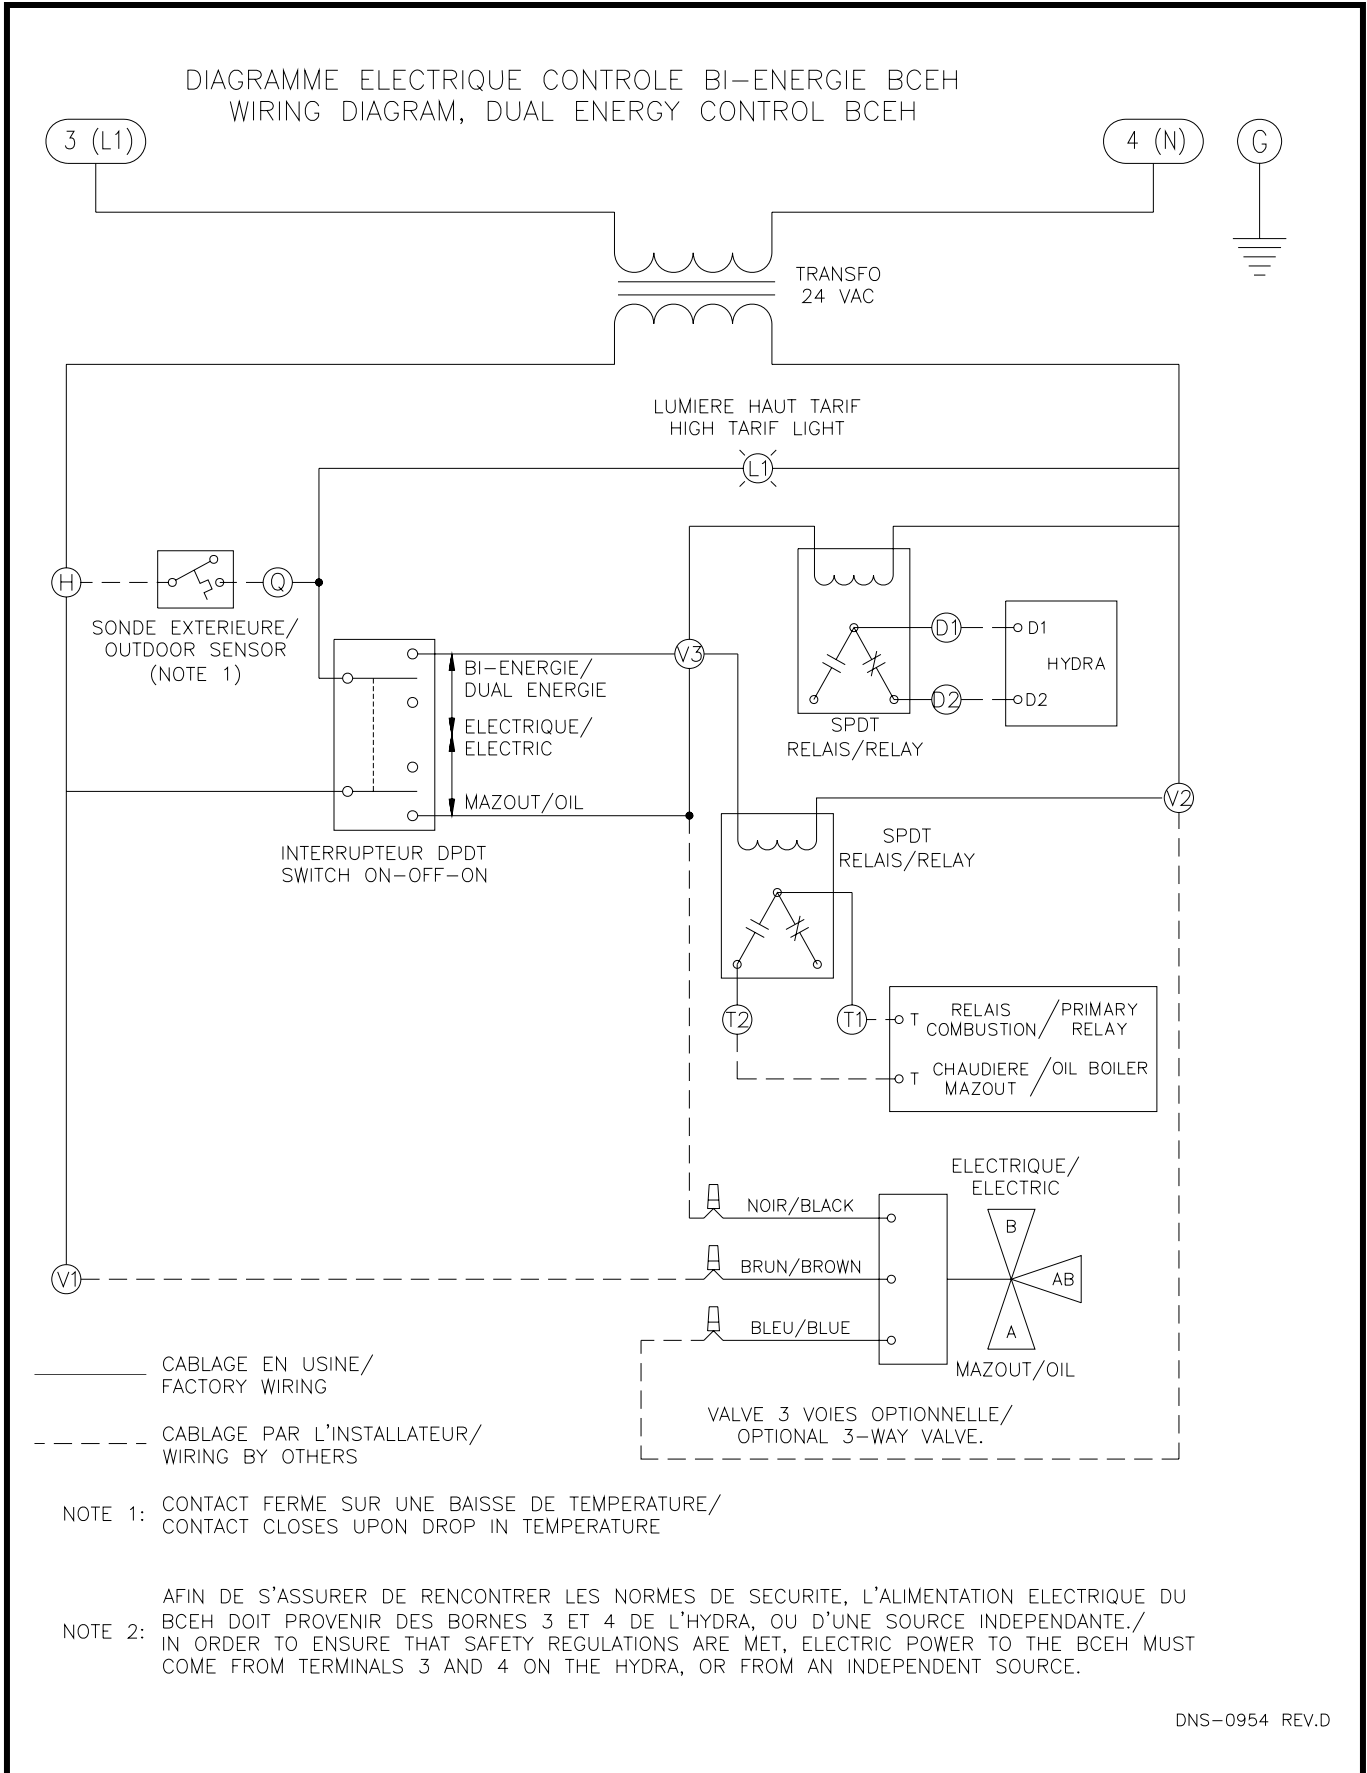 DIAGRAMME ELECTRIQUE CONTROLE BI-ENERGIE BCEH
WIRING DIAGRAM, DUAL ENERGY CONTROL BCEH
3 (L1)
4 (N)
G
TRANSFO
24 VAC
LUMIERE HAUT TARIF
HIGH TARIF LIGHT
L1
H
Q
SONDE EXTERIEURE/
OUTDOOR SENSOR
(NOTE 1)
D1
D1
HYDRA
D2
D2
SPDT
RELAIS/RELAY
V3
BI-ENERGIE/
DUAL ENERGIE
ELECTRIQUE/
ELECTRIC
MAZOUT/OIL
INTERRUPTEUR DPDT
SWITCH ON-OFF-ON
V2
SPDT
RELAIS/RELAY
T2
T1
T
RELAIS
COMBUSTION
/PRIMARY
RELAY
T
CHAUDIERE
MAZOUT
/OIL BOILER
ELECTRIQUE/
ELECTRIC
NOIR/BLACK
B
V1
BRUN/BROWN
AB
BLEU/BLUE
A
MAZOUT/OIL
VALVE 3 VOIES OPTIONNELLE/
OPTIONAL 3-WAY VALVE.
CABLAGE EN USINE/
FACTORY WIRING
CABLAGE PAR L'INSTALLATEUR/
WIRING BY OTHERS
NOTE 1:
CONTACT FERME SUR UNE BAISSE DE TEMPERATURE/
CONTACT CLOSES UPON DROP IN TEMPERATURE
NOTE 2:
AFIN DE S'ASSURER DE RENCONTRER LES NORMES DE SECURITE, L'ALIMENTATION ELECTRIQUE DU
BCEH DOIT PROVENIR DES BORNES 3 ET 4 DE L'HYDRA, OU D'UNE SOURCE INDEPENDANTE./
IN ORDER TO ENSURE THAT SAFETY REGULATIONS ARE MET, ELECTRIC POWER TO THE BCEH MUST
COME FROM TERMINALS 3 AND 4 ON THE HYDRA, OR FROM AN INDEPENDENT SOURCE.
DNS-0954 REV.D